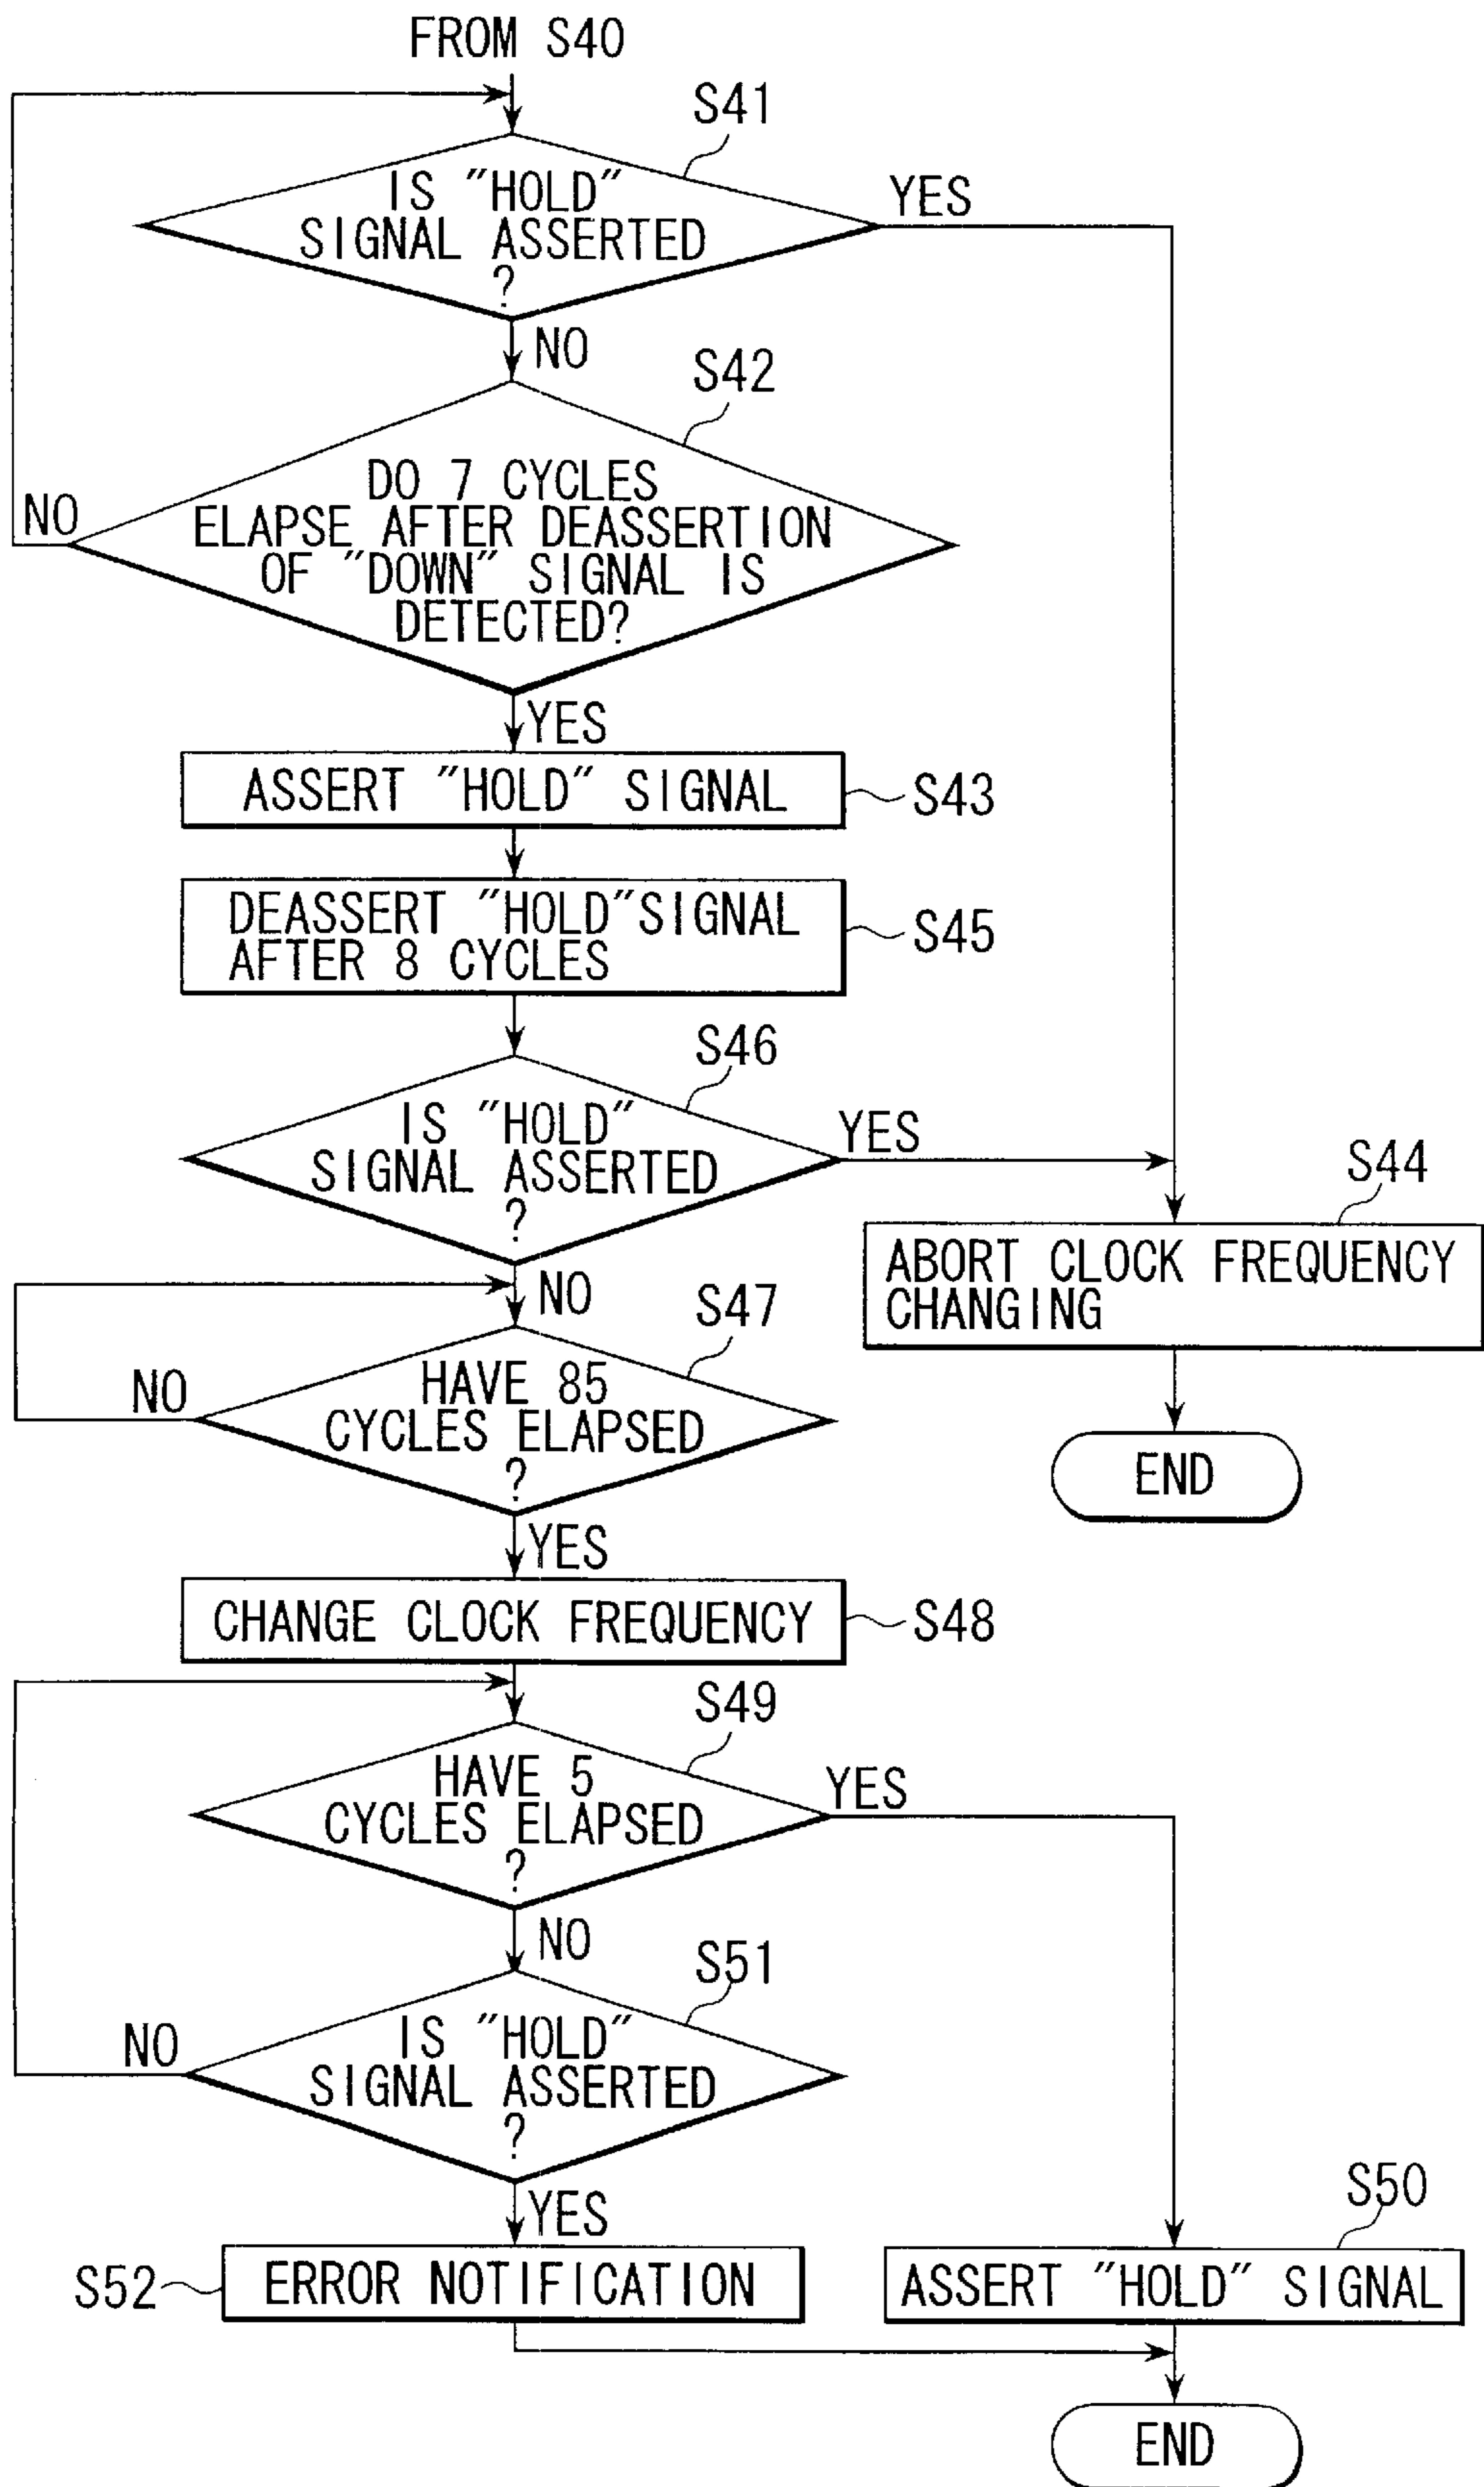 FROM S40
S41
IS "HOLD"
SIGNAL ASSERTED
?
YES
NO
S42
DO 7 CYCLES
ELAPSE AFTER DEASSERTION
OF "DOWN" SIGNAL IS
DETECTED?
NO
YES
ASSERT "HOLD" SIGNAL
S43
DEASSERT "HOLD"SIGNAL
AFTER 8 CYCLES
S45
S46
IS "HOLD"
SIGNAL ASSERTED
?
YES
S44
ABORT CLOCK FREQUENCY
CHANGING
END
NO
S47
HAVE 85
CYCLES ELAPSED
?
NO
YES
CHANGE CLOCK FREQUENCY
S48
S49
HAVE 5
CYCLES ELAPSED
?
YES
NO
S51
IS "HOLD"
SIGNAL ASSERTED
?
NO
YES
S52
ERROR NOTIFICATION
S50
ASSERT "HOLD" SIGNAL
END